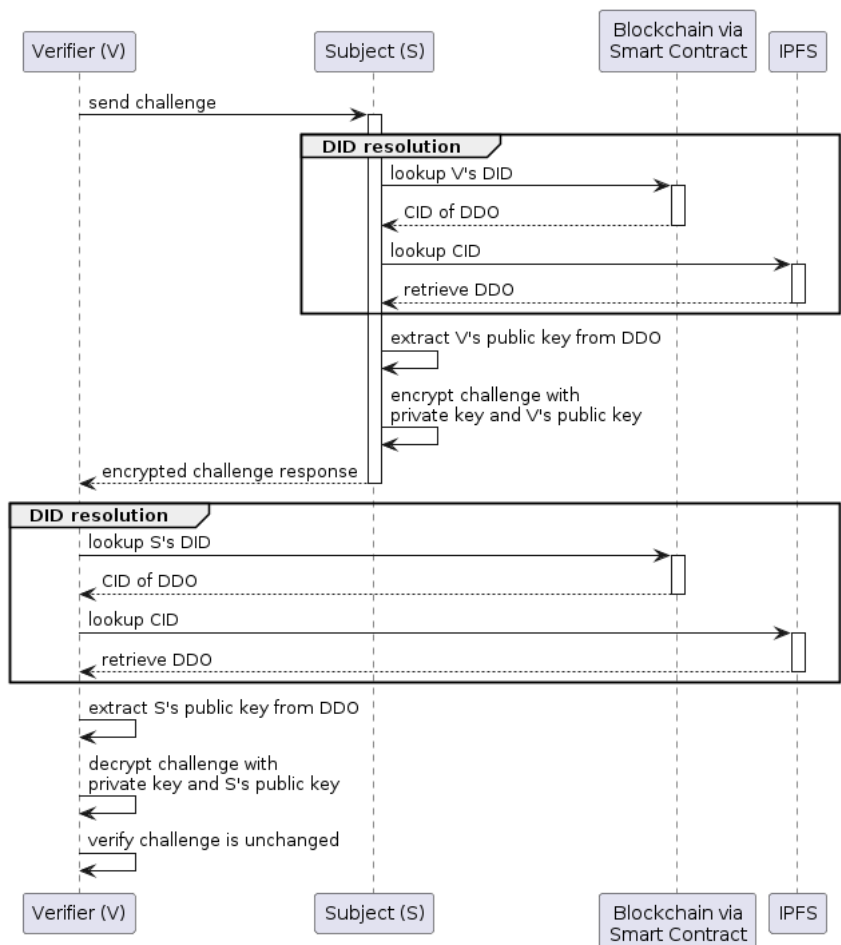 Verifier (V)
Subject (S)
Blockchain via
Smart Contract
IPFS
send challenge
DID resolution
lookup V's DID
CID of DDO
lookup CID
retrieve DDO
extract V's public key from DDO
encrypt challenge with
private key and V's public key
encrypted challenge response
DID resolution
lookup S's DID
CID of DDO
lookup CID
retrieve DDO
extract S's public key from DDO
decrypt challenge with
private key and S's public key
verify challenge is unchanged
Verifier (V)
Subject (S)
Blockchain via
Smart Contract
IPFS